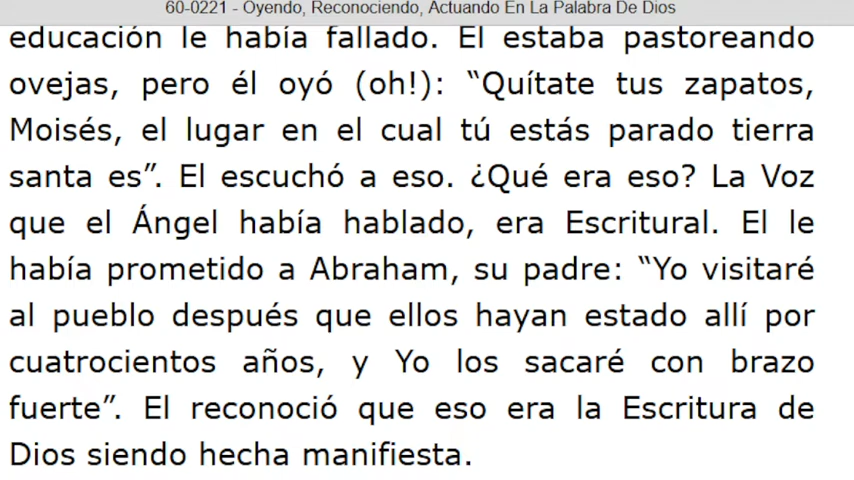 60-0221 - Oyendo, Reconociendo, Actuando En La Palabra De Dios
educación le había fallado. El estaba pastoreando
ovejas, pero él oyó (oh!): “Quítate tus zapatos,
Moisés, el lugar en el cual tú estás parado tierra
santa es”. El escuchó a eso. ¿Qué era eso? La Voz
que el Ángel había hablado, era Escritural. El le
había prometido a Abraham, su padre: “Yo visitaré
al pueblo después que ellos hayan estado allí por
cuatrocientos años, y Yo los sacaré con brazo
fuerte”. El reconoció que eso era la Escritura de
Dios siendo hecha manifiesta.